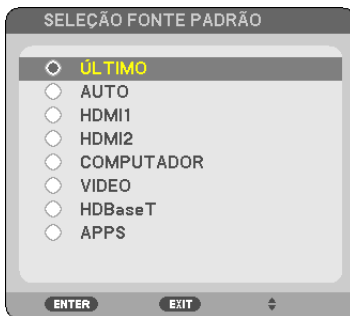 SELEÇÃO FONTE PADRÃO
ÚLTIMO
AUTO
HDMI1
HDMI2
COMPUTADOR
VIDEO
HDBaseT
APPS
ENTER EXIT